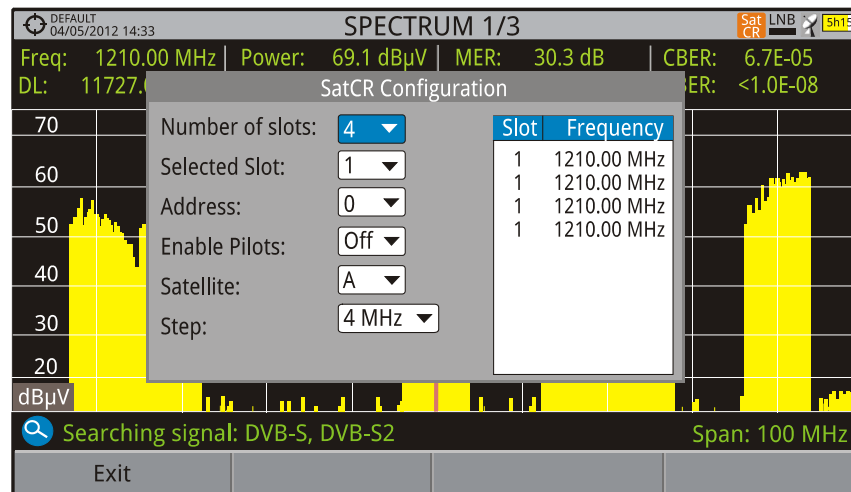 DEFAULT
04/05/2012 14:33
SPECTRUM 1/3
Sat CR
LNB
Freq: 1210.00 MHz | Power: 69.1 dBµV | MER: 30.3 dB | CBER: 6.7E-05
DL: 11727. BER: <1.0E-08
SatCR Configuration
Number of slots: 4
Selected Slot: 1
Address: 0
Enable Pilots: Off
Satellite: A
Step: 4 MHz
Slot Frequency
1 1210.00 MHz
1 1210.00 MHz
1 1210.00 MHz
1 1210.00 MHz
70
60
50
40
30
20
dBµV
Searching signal: DVB-S, DVB-S2
Span: 100 MHz
Exit